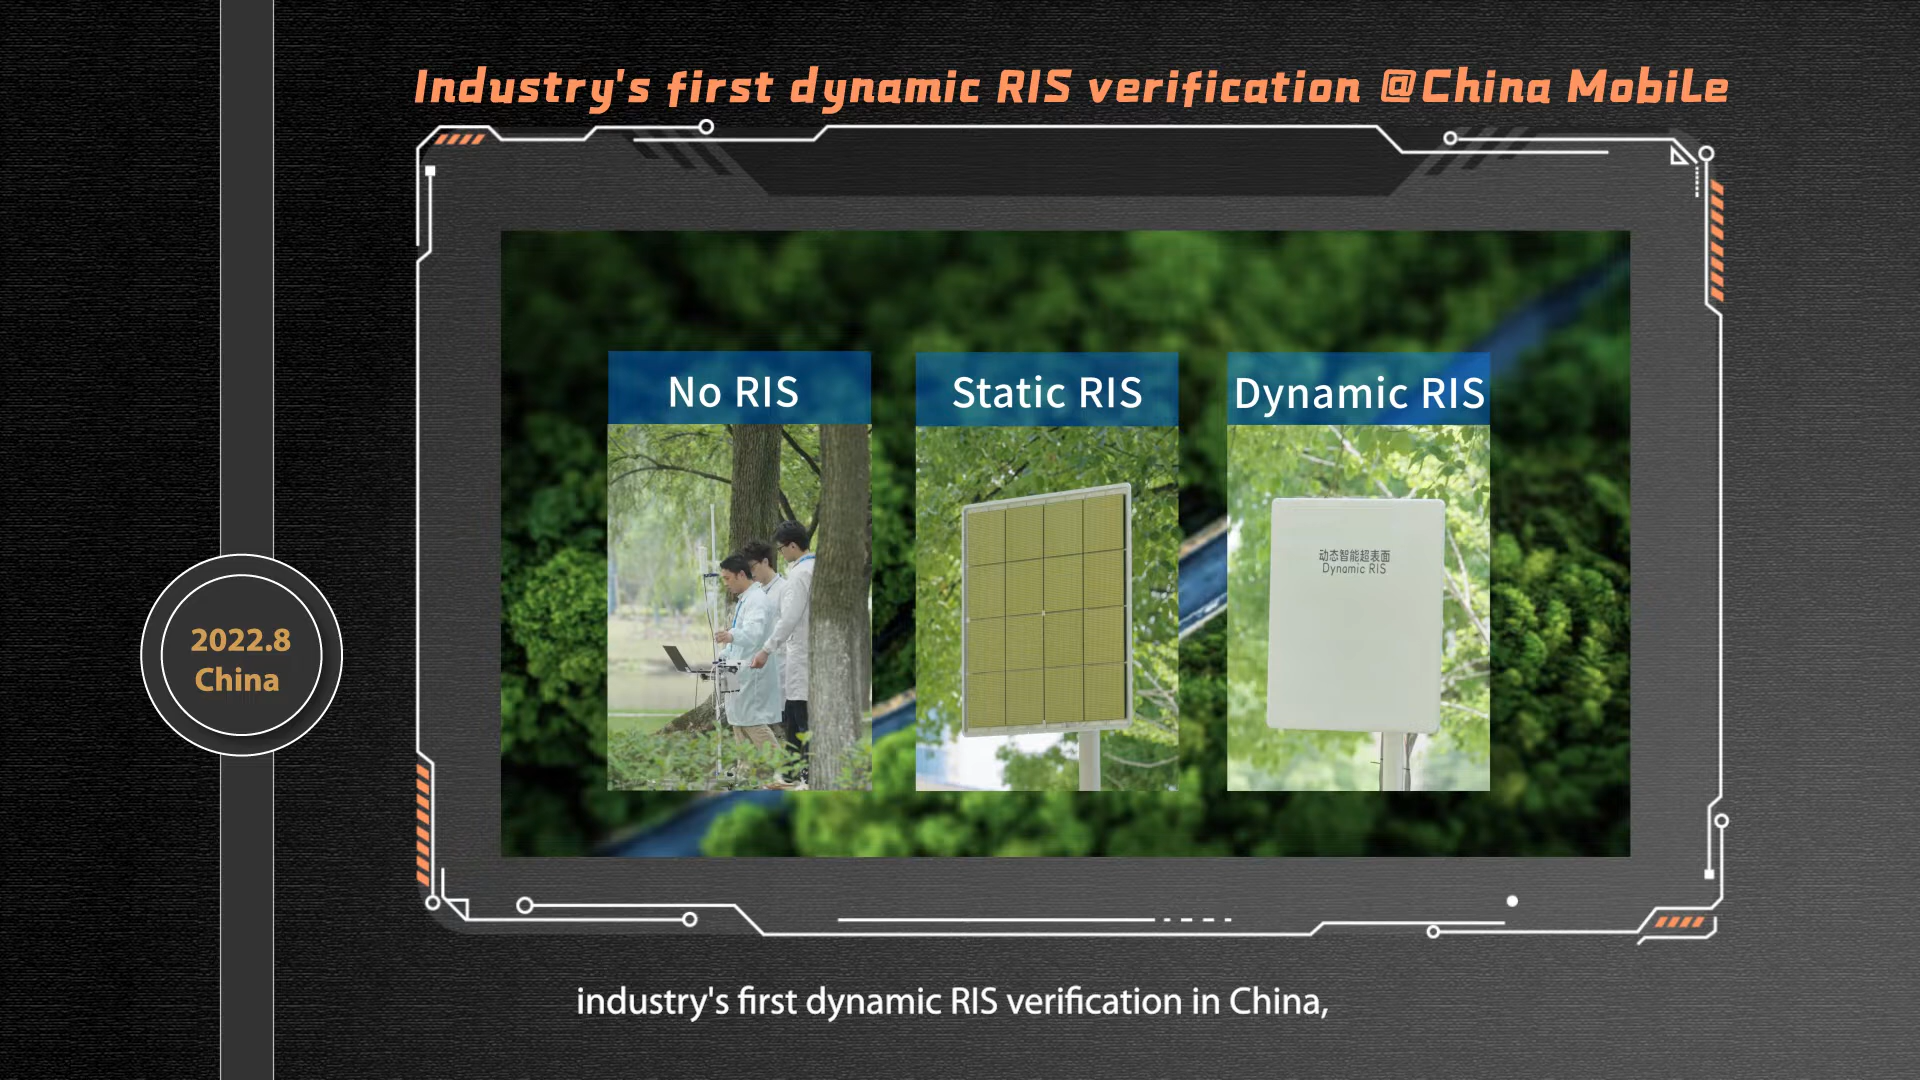 Industry's first dynamic RIS verification @China MobiLe
No RIS
Static RIS
Dynamic RIS
动态智能超表面
Dynamic RIS
2022.8
China
industry's first dynamic RIS verification in China,